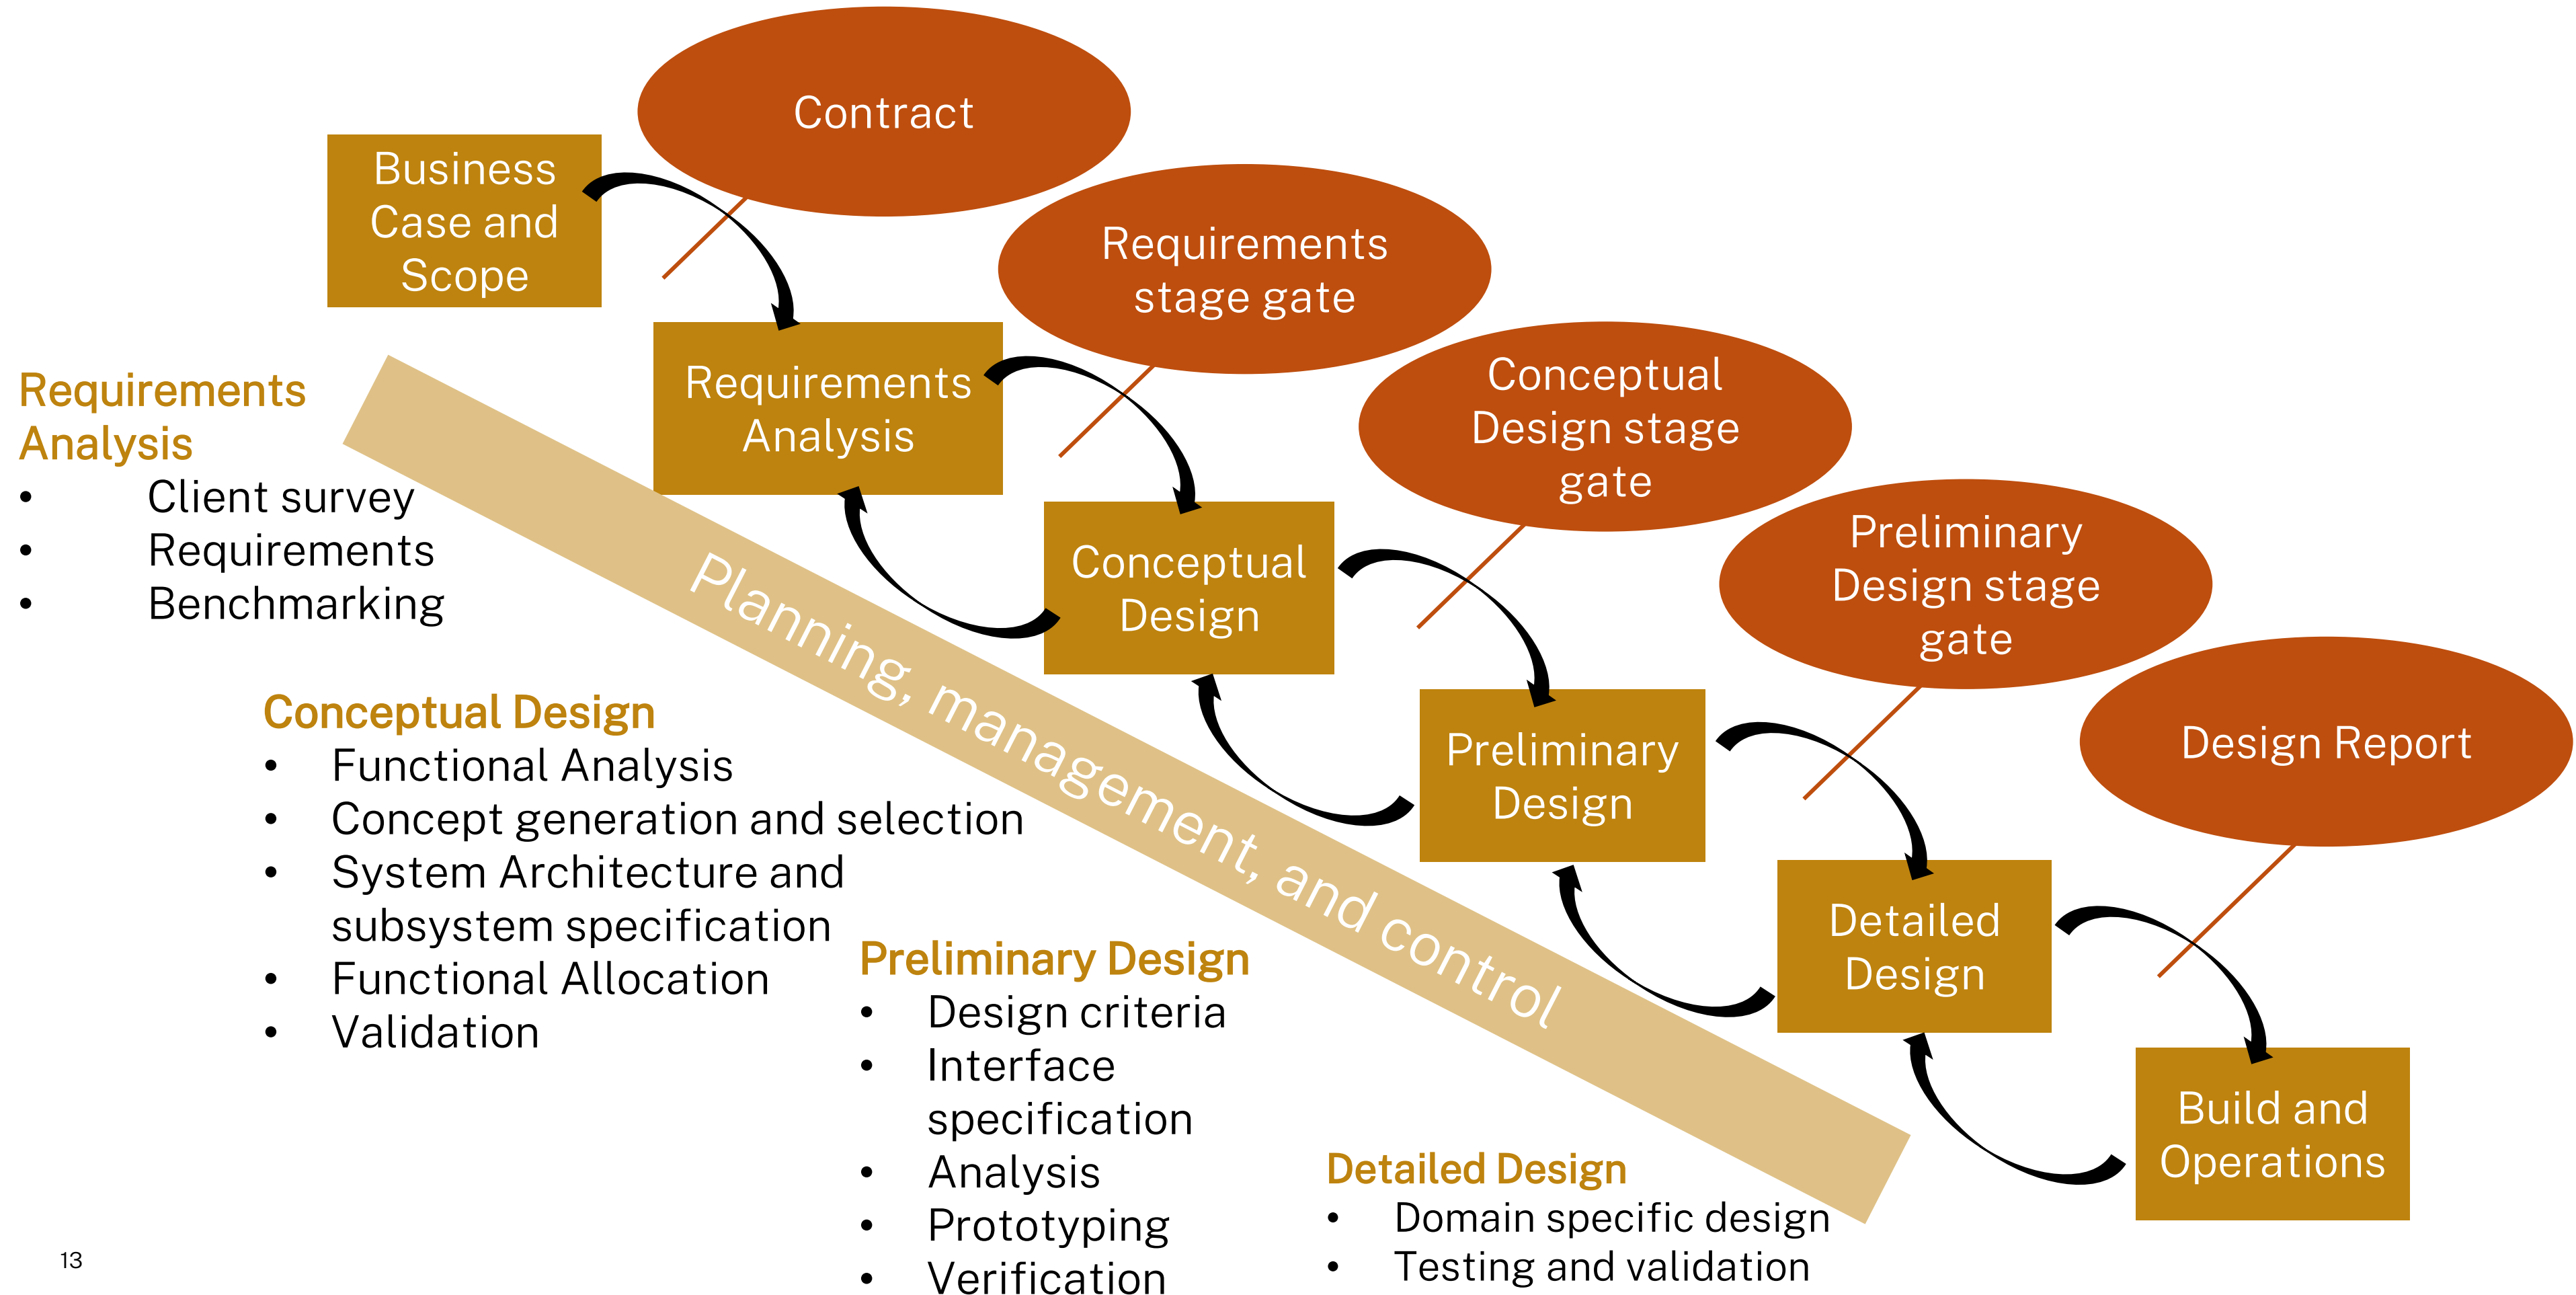 Contract
Business
Case and
Scope
Requirements
stage gate
Requirements
Analysis
Conceptual
Design stage
gate
Conceptual
Design
Preliminary
Design stage
gate
Preliminary
Design
Design Report
Detailed
Design
Build and
Operations
Planning, management, and control
Requirements
Analysis
• Client survey
• Requirements
• Benchmarking
Conceptual Design
• Functional Analysis
• Concept generation and selection
• System Architecture and
subsystem specification
• Functional Allocation
• Validation
Preliminary Design
• Design criteria
• Interface
specification
• Analysis
• Prototyping
• Verification
Detailed Design
• Domain specific design
• Testing and validation
13